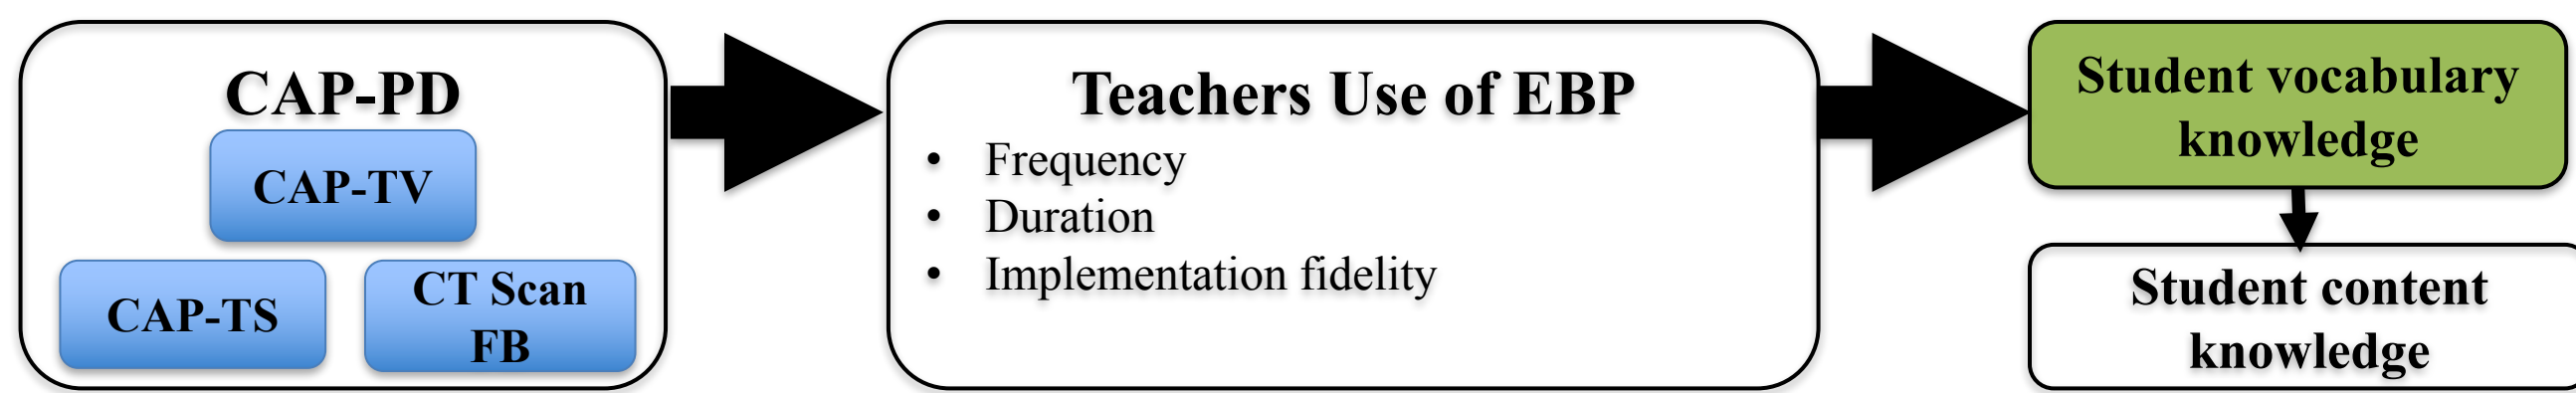 CAP-PD
CAP-TV
CAP-TS
CT Scan
FB
Teachers Use of EBP
• Frequency
• Duration
• Implementation fidelity
Student vocabulary
knowledge
Student content
knowledge